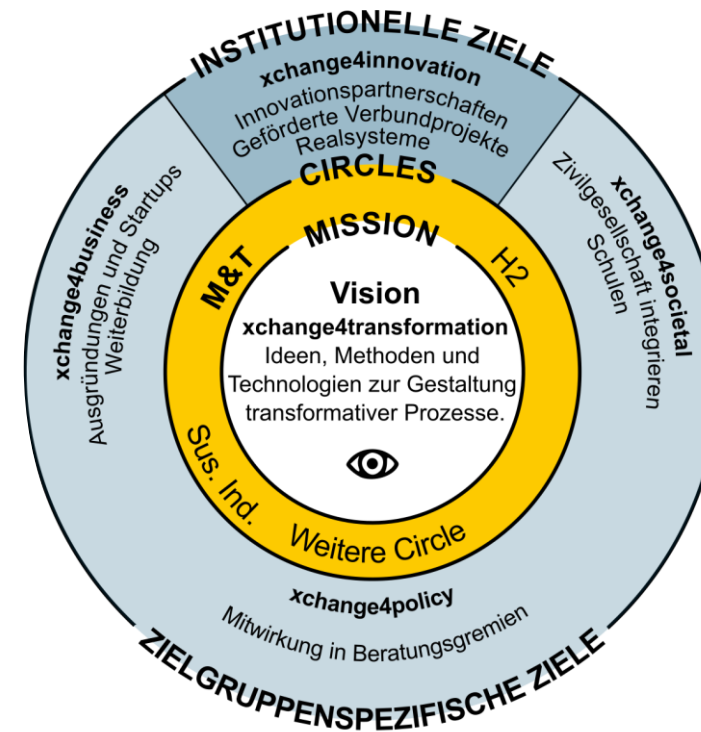 INSTITUTIONELLE ZIELE
xchange4innovation
Innovationspartnerschaften
Geförderte Verbundprojekte
Realsysteme
CIRCLES
MISSION
M&T
H2
Sus. Ind.
Weitere Circle
Vision
xchange4transformation
Ideen, Methoden und
Technologien zur Gestaltung
transformativer Prozesse.
xchange4business
Ausgründungen und Startups
Weiterbildung
xchange4societal
Zivilgesellschaft integrieren
Schulen
xchange4policy
Mitwirkung in Beratungsgremien
ZIELGRUPPENSPEZIFISCHE ZIELE